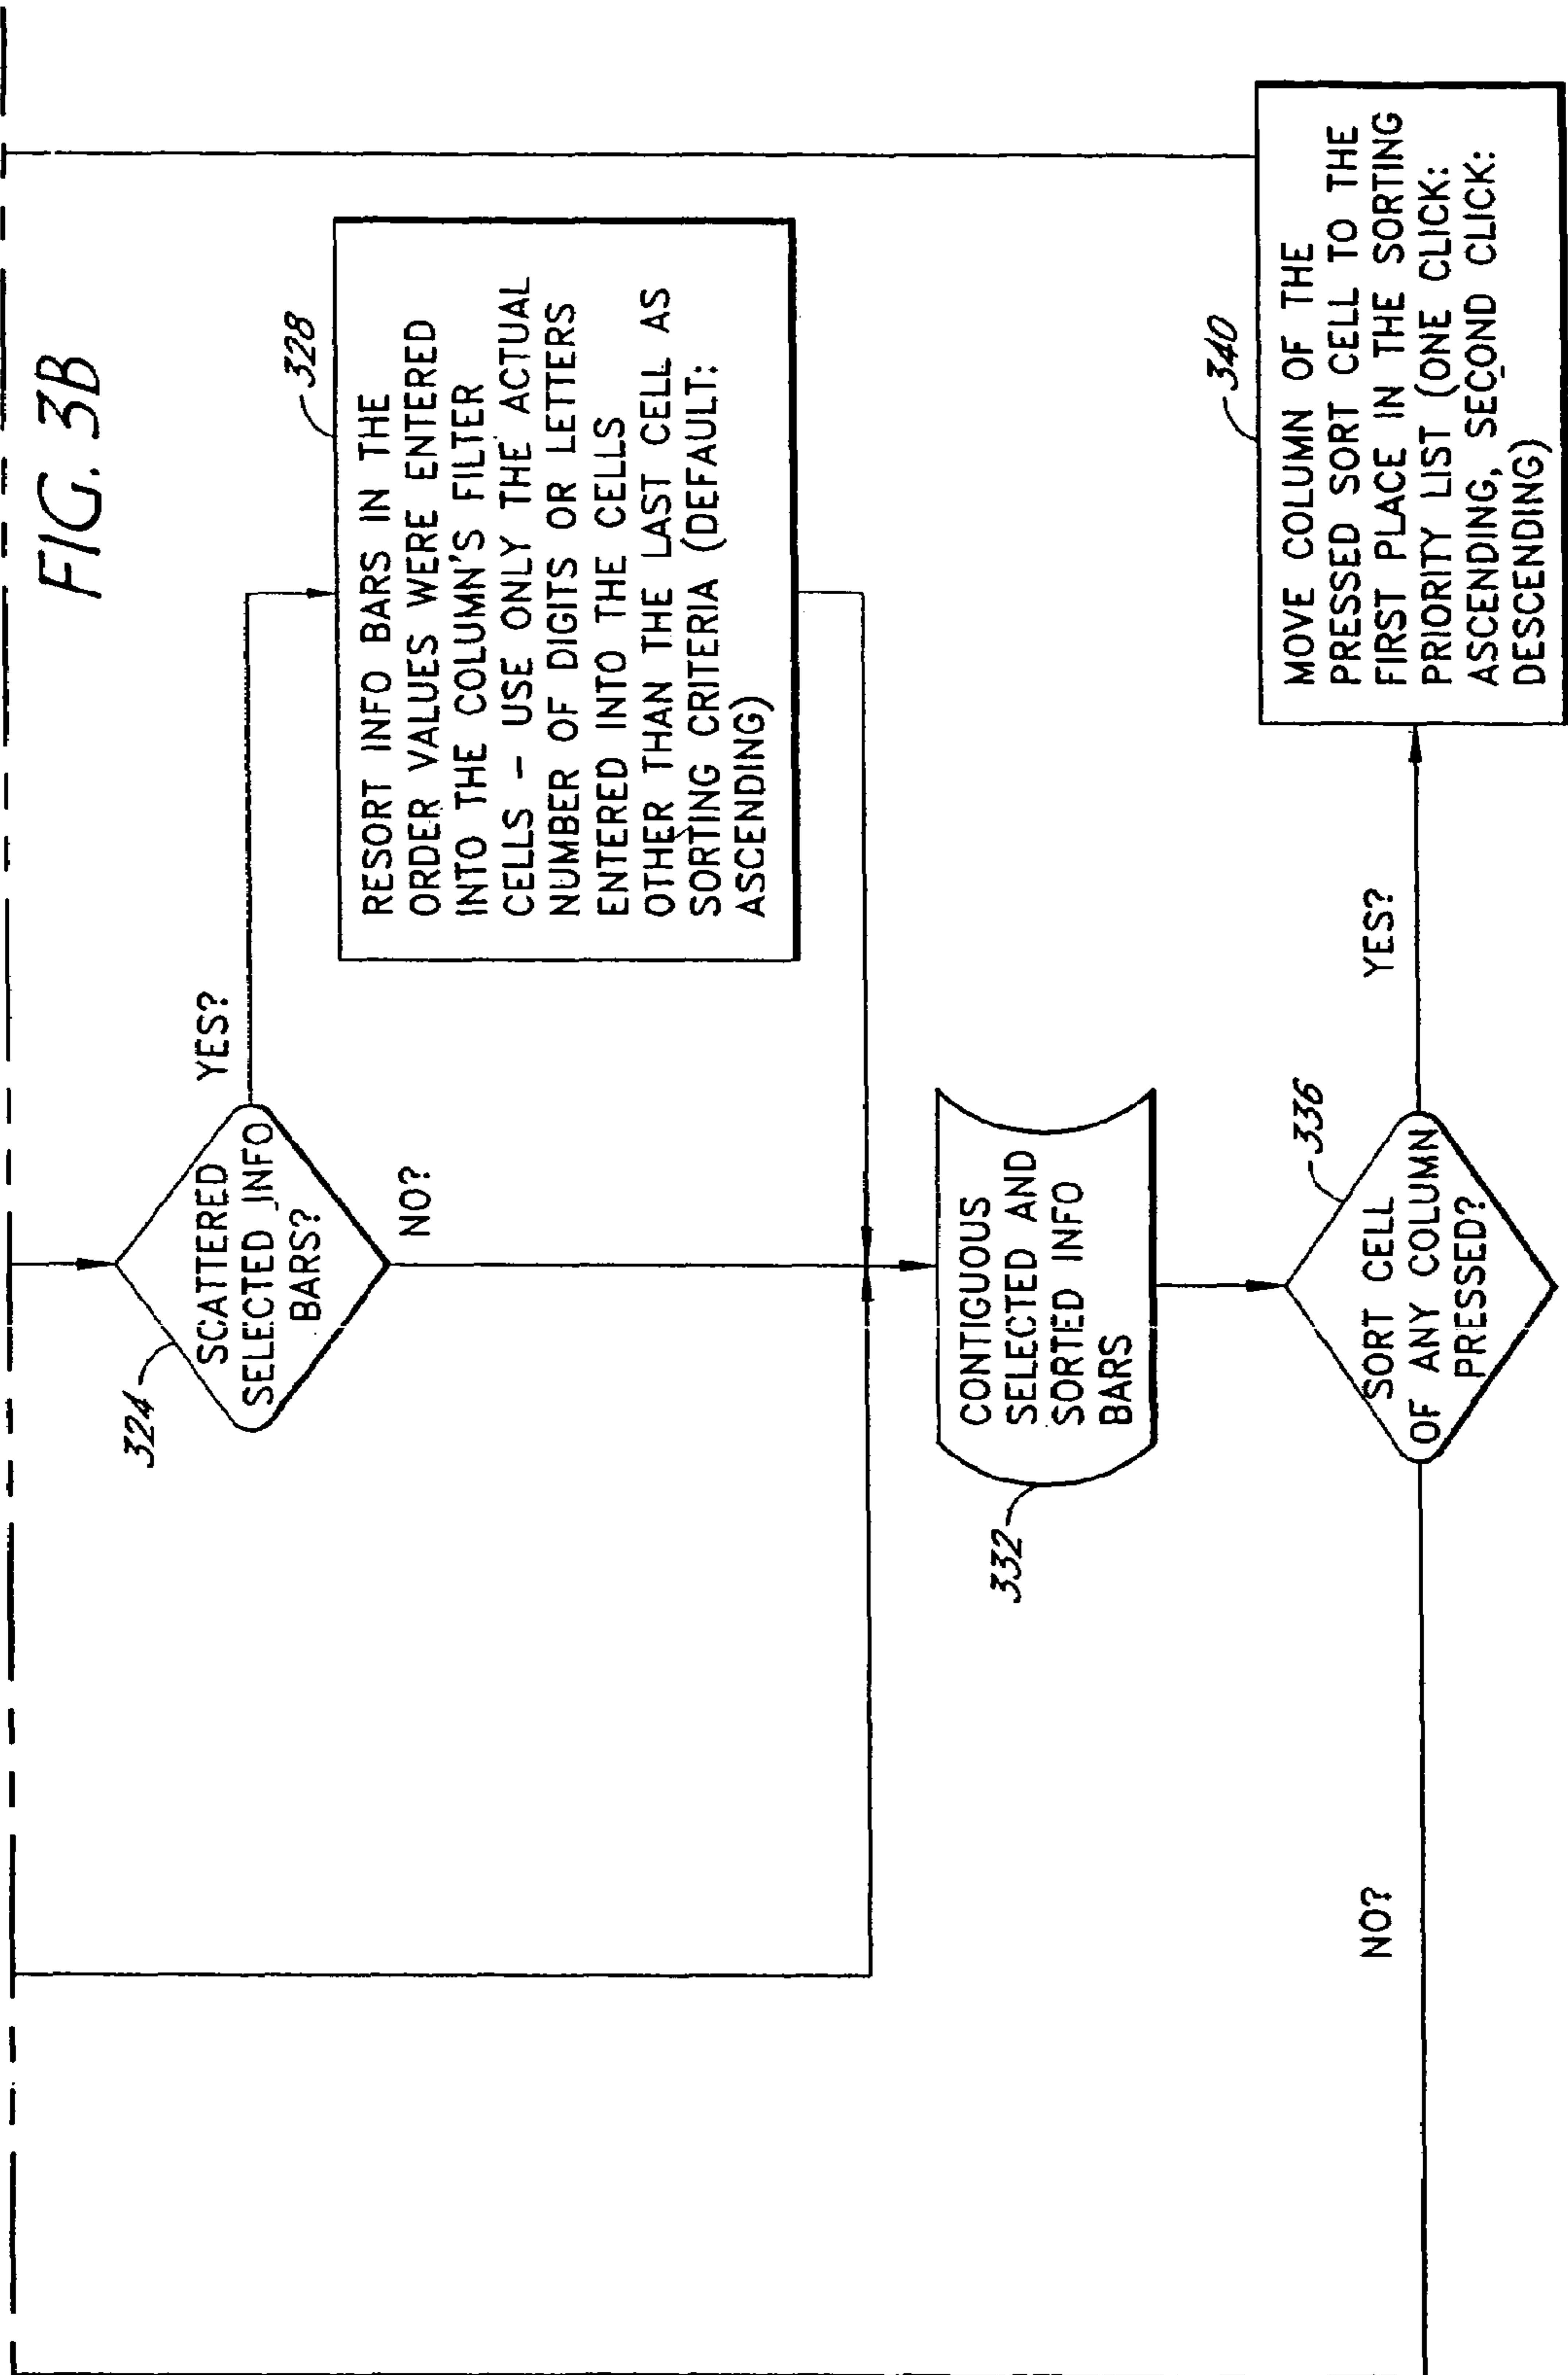 FIG. 3B
324
SCATTERED
SELECTED INFO
BARS?
YES?
NO?
328
RESORT INFO BARS IN THE
ORDER VALUES WERE ENTERED
INTO THE COLUMN'S FILTER
CELLS – USE ONLY THE ACTUAL
NUMBER OF DIGITS OR LETTERS
ENTERED INTO THE CELLS
OTHER THAN THE LAST CELL AS
SORTING CRITERIA (DEFAULT:
ASCENDING)
332
CONTIGUOUS
SELECTED AND
SORTED INFO
BARS
336
SORT CELL
OF ANY COLUMN
PRESSED?
NO?
YES?
340
MOVE COLUMN OF THE
PRESSED SORT CELL TO THE
FIRST PLACE IN THE SORTING
PRIORITY LIST (ONE CLICK:
ASCENDING, SECOND CLICK:
DESCENDING)